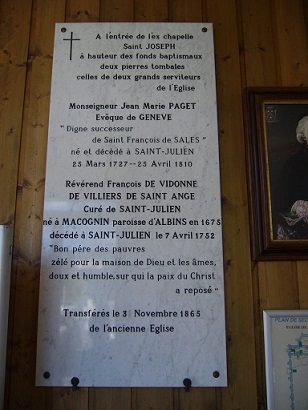 A l'entrée de l'ex chapelle
Saint JOSEPH
à hauteur des fonds baptismaux
deux pierres tombales
celles de deux grands serviteurs
de l'Eglise
Monseigneur Jean Marie PAGET
Evêque de GENEVE
"Digne successeur
de Saint François de SALES"
né et décédé à SAINT-JULIEN
23 Mars 1727-- 23 Avril 1810
Révérend François DE VIDONNE
DE VILLIERS DE SAINT ANGE
Curé de SAINT-JULIEN
né à MACOGNIN paroisse d'ALBINS en 1675
décédé à SAINT-JULIEN le 7 Avril 1752
"Bon père des pauvres
zélé pour la maison de Dieu et les âmes,
doux et humble, sur qui la paix du Christ
a reposé"
Transférés le 3 Novembre 1865
de l'ancienne Eglise
PLAN DE